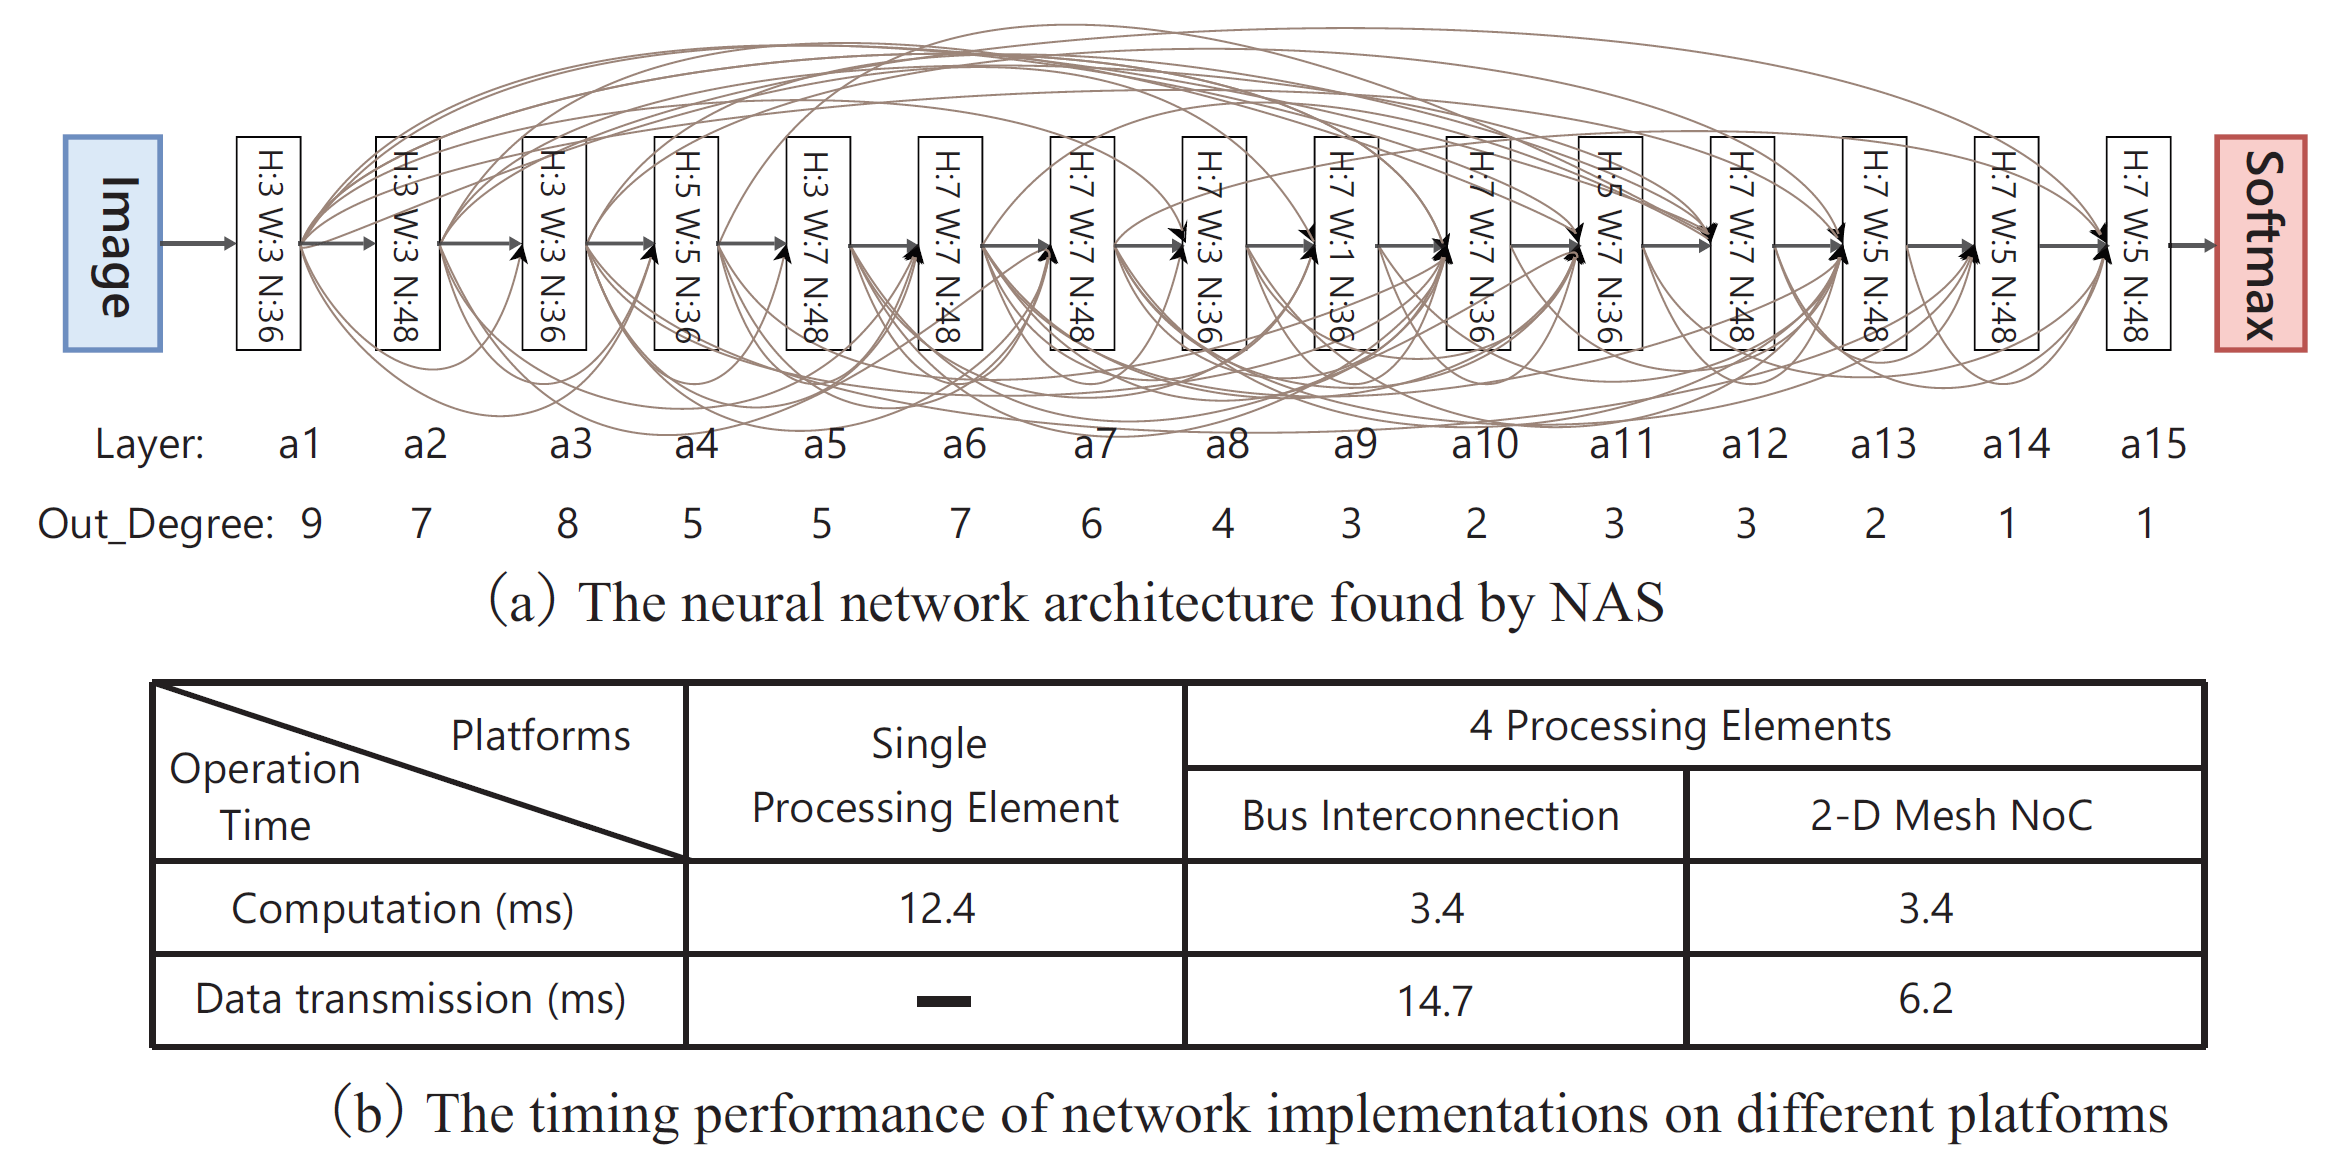 Image
H:3 W:3 N:36
H:3 W:3 N:48
H:3 W:3 N:36
H:5 W:5 N:36
H:3 W:7 N:48
H:7 W:7 N:48
H:7 W:7 N:48
H:7 W:3 N:36
H:7 W:1 N:36
H:7 W:7 N:36
H:5 W:7 N:36
H:7 W:7 N:48
H:7 W:5 N:48
H:7 W:5 N:48
H:7 W:5 N:48
Softmax
Layer: a1 a2 a3 a4 a5 a6 a7 a8 a9 a10 a11 a12 a13 a14 a15
Out_Degree: 9 7 8 5 5 7 6 4 3 2 3 3 2 1 1
(a) The neural network architecture found by NAS
Platforms
Operation
Time
Single
Processing Element
4 Processing Elements
Bus Interconnection 2-D Mesh NoC
Computation (ms) 12.4 3.4 3.4
Data transmission (ms) — 14.7 6.2
(b) The timing performance of network implementations on different platforms